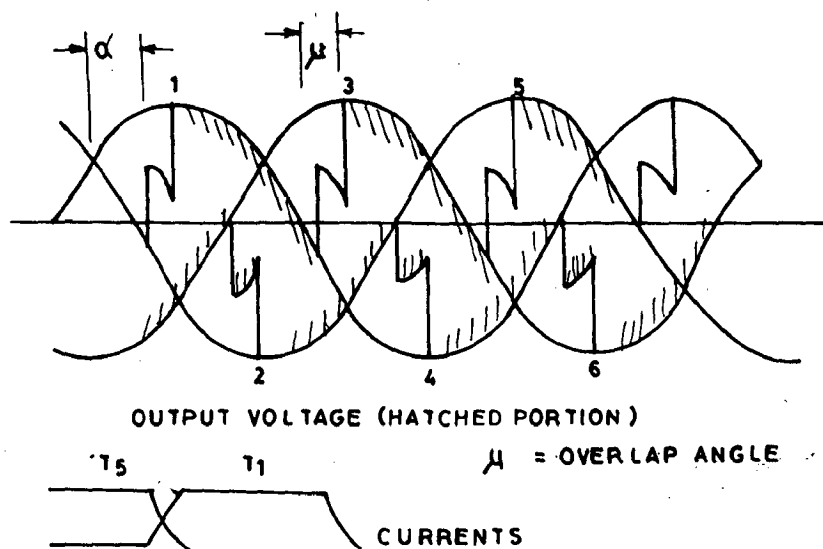 α μ
1 3 5
2 4 6
OUTPUT VOLTAGE (HATCHED PORTION)
μ = OVERLAP ANGLE
T5 T1
CURRENTS